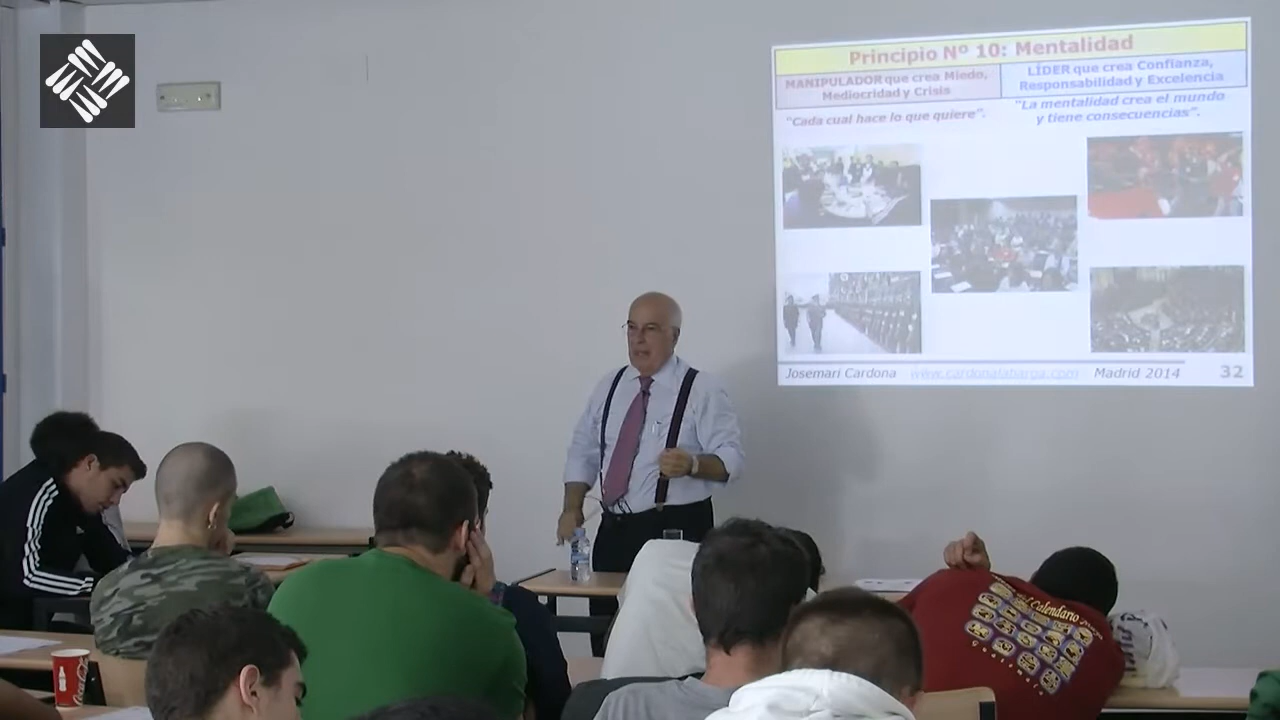 Principio Nº 10: Mentalidad
MANIPULADOR que crea Miedo,
Mediocridad y Crisis
LÍDER que crea Confianza,
Responsabilidad y Excelencia
"Cada cual hace lo que quiere".
"La mentalidad crea el mundo
y tiene consecuencias".
Josemari Cardona
www.cardonalabarga.com
Madrid 2014
32
Calendario